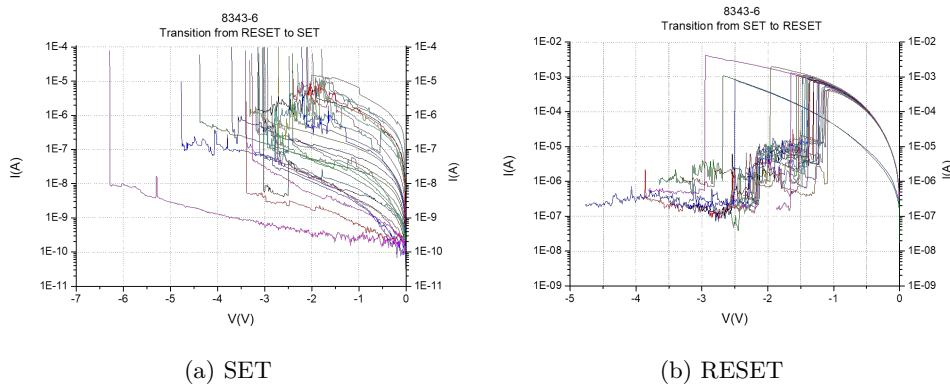 8343-6
Transition from RESET to SET
1E-4
1E-5
1E-6
1E-7
1E-8
1E-9
1E-10
1E-11
I(A)
1E-4
1E-5
1E-6
1E-7
1E-8
1E-9
1E-10
1E-11
I(A)
-7 -6 -5 -4 -3 -2 -1 0
V(V)
(a) SET
8343-6
Transition from SET to RESET
1E-02
1E-03
1E-04
1E-05
1E-06
1E-07
1E-08
1E-09
I(A)
1E-02
1E-03
1E-04
1E-05
1E-06
1E-07
1E-08
1E-09
I(A)
-5 -4 -3 -2 -1 0
V(V)
(b) RESET